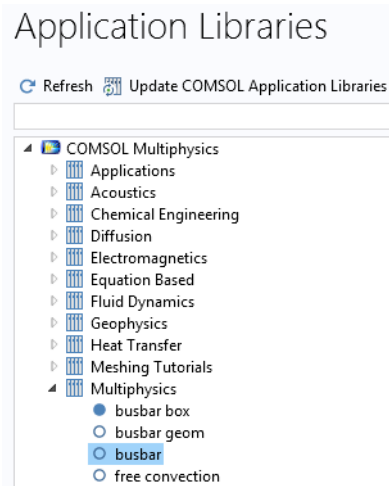 Application Libraries
Refresh Update COMSOL Application Libraries
COMSOL Multiphysics
Applications
Acoustics
Chemical Engineering
Diffusion
Electromagnetics
Equation Based
Fluid Dynamics
Geophysics
Heat Transfer
Meshing Tutorials
Multiphysics
busbar box
busbar geom
busbar
free convection